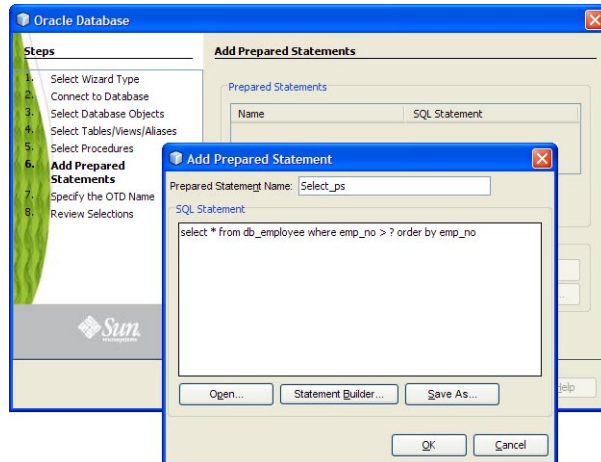 Oracle Database
Steps
1. Select Wizard Type
2. Connect to Database
3. Select Database Objects
4. Select Tables/Views/Aliases
5. Select Procedures
6. Add Prepared
Statements
7. Specify the OTD Name
8. Review Selections
Sun
microsystems
Add Prepared Statements
Prepared Statements
Name SQL Statement
Add Prepared Statement
Prepared Statement Name: Select_ps
SQL Statement
select * from db_employee where emp_no > ? order by emp_no
Open... Statement Builder... Save As...
OK Cancel
Help